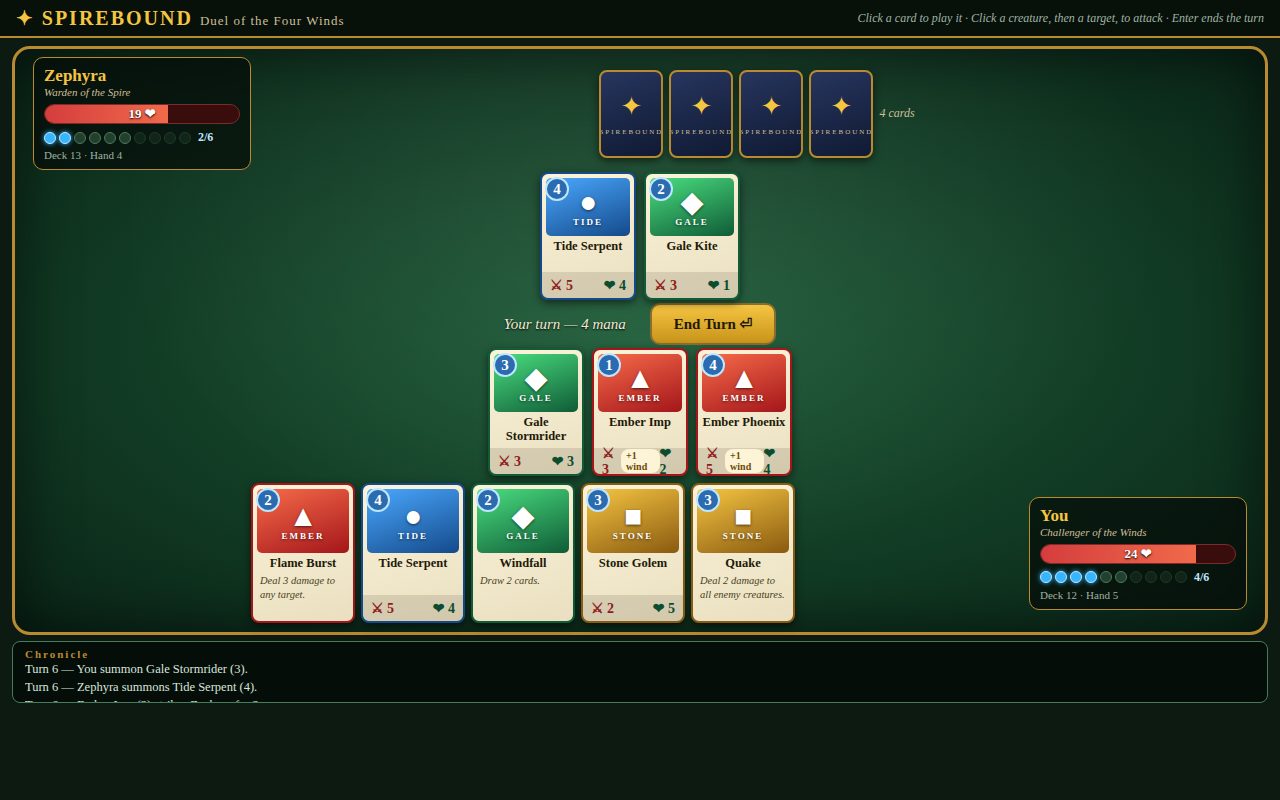 ✦ SPIREBOUND Duel of the Four Winds
Click a card to play it · Click a creature, then a target, to attack · Enter ends the turn
Zephyra
Warden of the Spire
19 ❤
2/6
Deck 13 · Hand 4
SPIREBOUND SPIREBOUND SPIREBOUND SPIREBOUND
4 cards
4 TIDE
Tide Serpent
⚔ 5 ❤ 4
2 GALE
Gale Kite
⚔ 3 ❤ 1
Your turn — 4 mana
End Turn ⏎
3 GALE
Gale
Stormrider
⚔ 3 ❤ 3
1 EMBER
Ember Imp
⚔ 3 +1 wind ❤ 2
4 EMBER
Ember Phoenix
⚔ 5 +1 wind ❤ 4
2 EMBER
Flame Burst
Deal 3 damage to
any target.
4 TIDE
Tide Serpent
⚔ 5 ❤ 4
2 GALE
Windfall
Draw 2 cards.
3 STONE
Stone Golem
⚔ 2 ❤ 5
3 STONE
Quake
Deal 2 damage to
all enemy creatures.
You
Challenger of the Winds
24 ❤
4/6
Deck 12 · Hand 5
Chronicle
Turn 6 — You summon Gale Stormrider (3).
Turn 6 — Zephyra summons Tide Serpent (4).